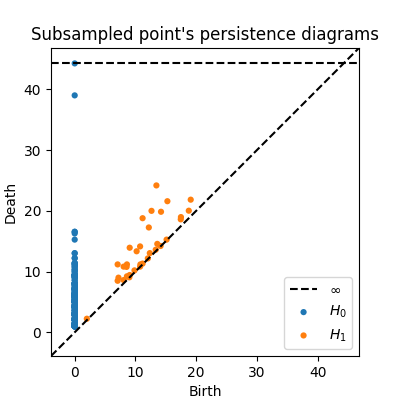 Subsampled point's persistence diagrams
40
30
20
10
0
Death
∞
H₀
H₁
0 10 20 30 40
Birth